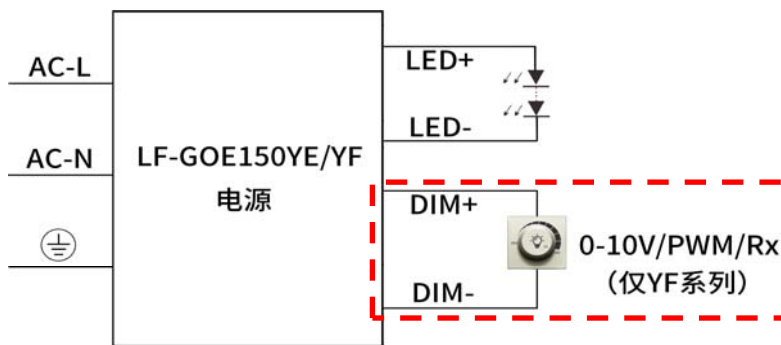 AC-L
AC-N
LF-GOE150YE/YF
电源
LED+
LED-
DIM+
DIM-
0-10V/PWM/Rx
（仅YF系列）